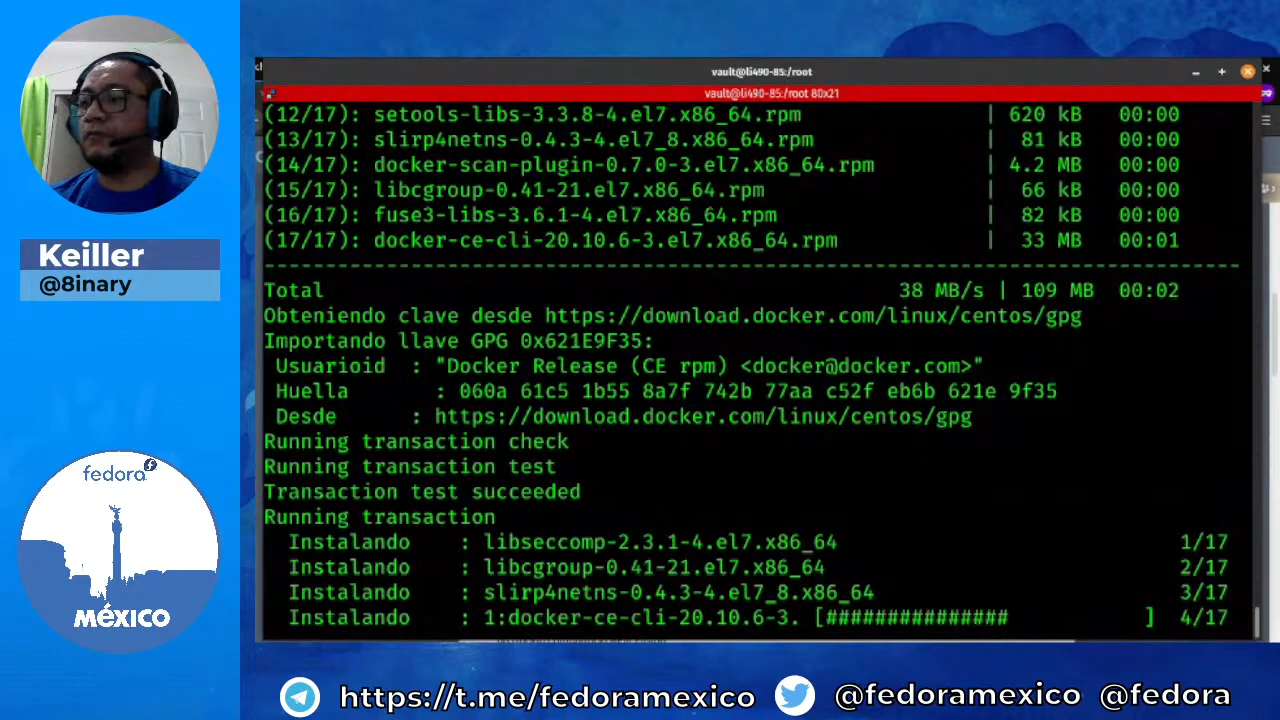 vault@li490-85:/root
vault@li490-85:/root 80x21
(12/17): setools-libs-3.3.8-4.el7.x86_64.rpm | 620 kB 00:00
(13/17): slirp4netns-0.4.3-4.el7_8.x86_64.rpm | 81 kB 00:00
(14/17): docker-scan-plugin-0.7.0-3.el7.x86_64.rpm | 4.2 MB 00:00
(15/17): libcgroup-0.41-21.el7.x86_64.rpm | 66 kB 00:00
(16/17): fuse3-libs-3.6.1-4.el7.x86_64.rpm | 82 kB 00:00
(17/17): docker-ce-cli-20.10.6-3.el7.x86_64.rpm | 33 MB 00:01
--------------------------------------------------------------------------------
Total 38 MB/s | 109 MB 00:02
Obteniendo clave desde https://download.docker.com/linux/centos/gpg
Importando llave GPG 0x621E9F35:
Usuarioid : "Docker Release (CE rpm) <docker@docker.com>"
Huella : 060a 61c5 1b55 8a7f 742b 77aa c52f eb6b 621e 9f35
Desde : https://download.docker.com/linux/centos/gpg
Running transaction check
Running transaction test
Transaction test succeeded
Running transaction
Instalando : libseccomp-2.3.1-4.el7.x86_64 1/17
Instalando : libcgroup-0.41-21.el7.x86_64 2/17
Instalando : slirp4netns-0.4.3-4.el7_8.x86_64 3/17
Instalando : 1:docker-ce-cli-20.10.6-3. [############### ] 4/17
Keiller
@8inary
fedora
méxico
https://t.me/fedoramexico
@fedoramexico
@fedora